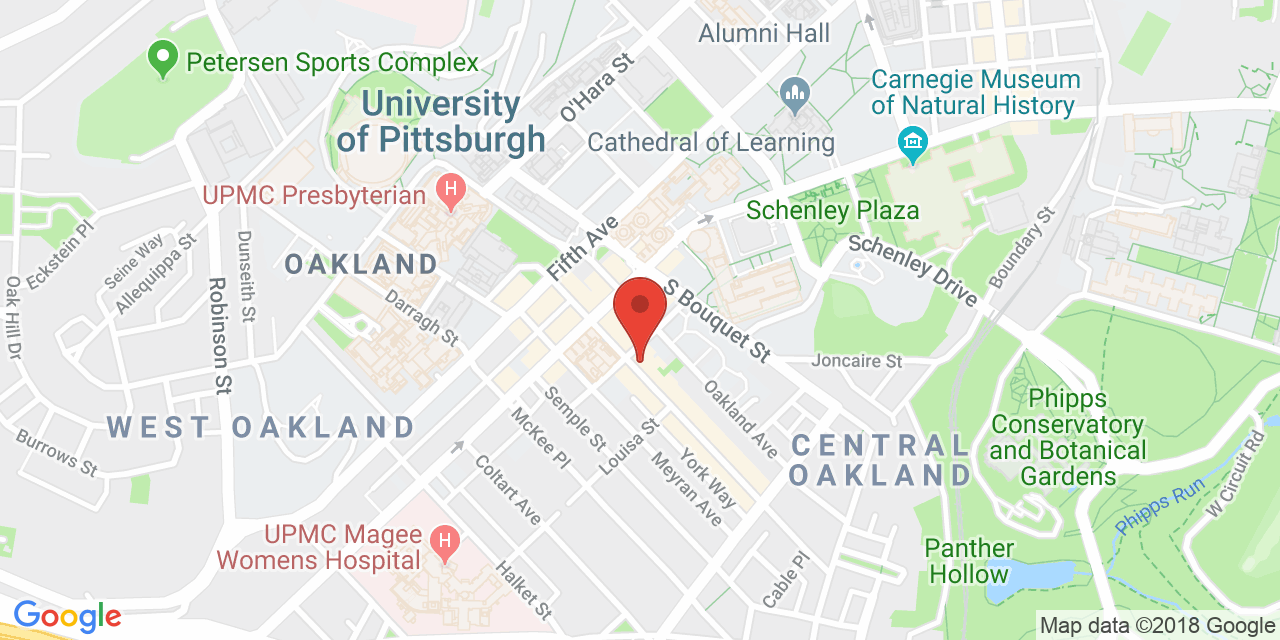 Alumni Hall
Petersen Sports Complex
O'Hara St
Carnegie Museum
of Natural History
University
of Pittsburgh
Cathedral of Learning
UPMC Presbyterian
H
Schenley Plaza
Fifth Ave
Schenley Drive
Boundary St
Eckstein Pl
Seine Way
Allequippa St
Dunseith St
OAKLAND
Oak Hill Dr
Robinson St
Darragh St
S Bouquet St
Joncaire St
Oakland Ave
Phipps
Conservatory
and Botanical
Gardens
WEST OAKLAND
Burrows St
McKee Pl
Semple St
Louisa St
Meyran Ave
York Way
CENTRAL
OAKLAND
W Circuit Rd
Coltart Ave
Phipps Run
UPMC Magee
Womens Hospital
H
Halket St
Cable Pl
Panther
Hollow
Google
Map data ©2018 Google